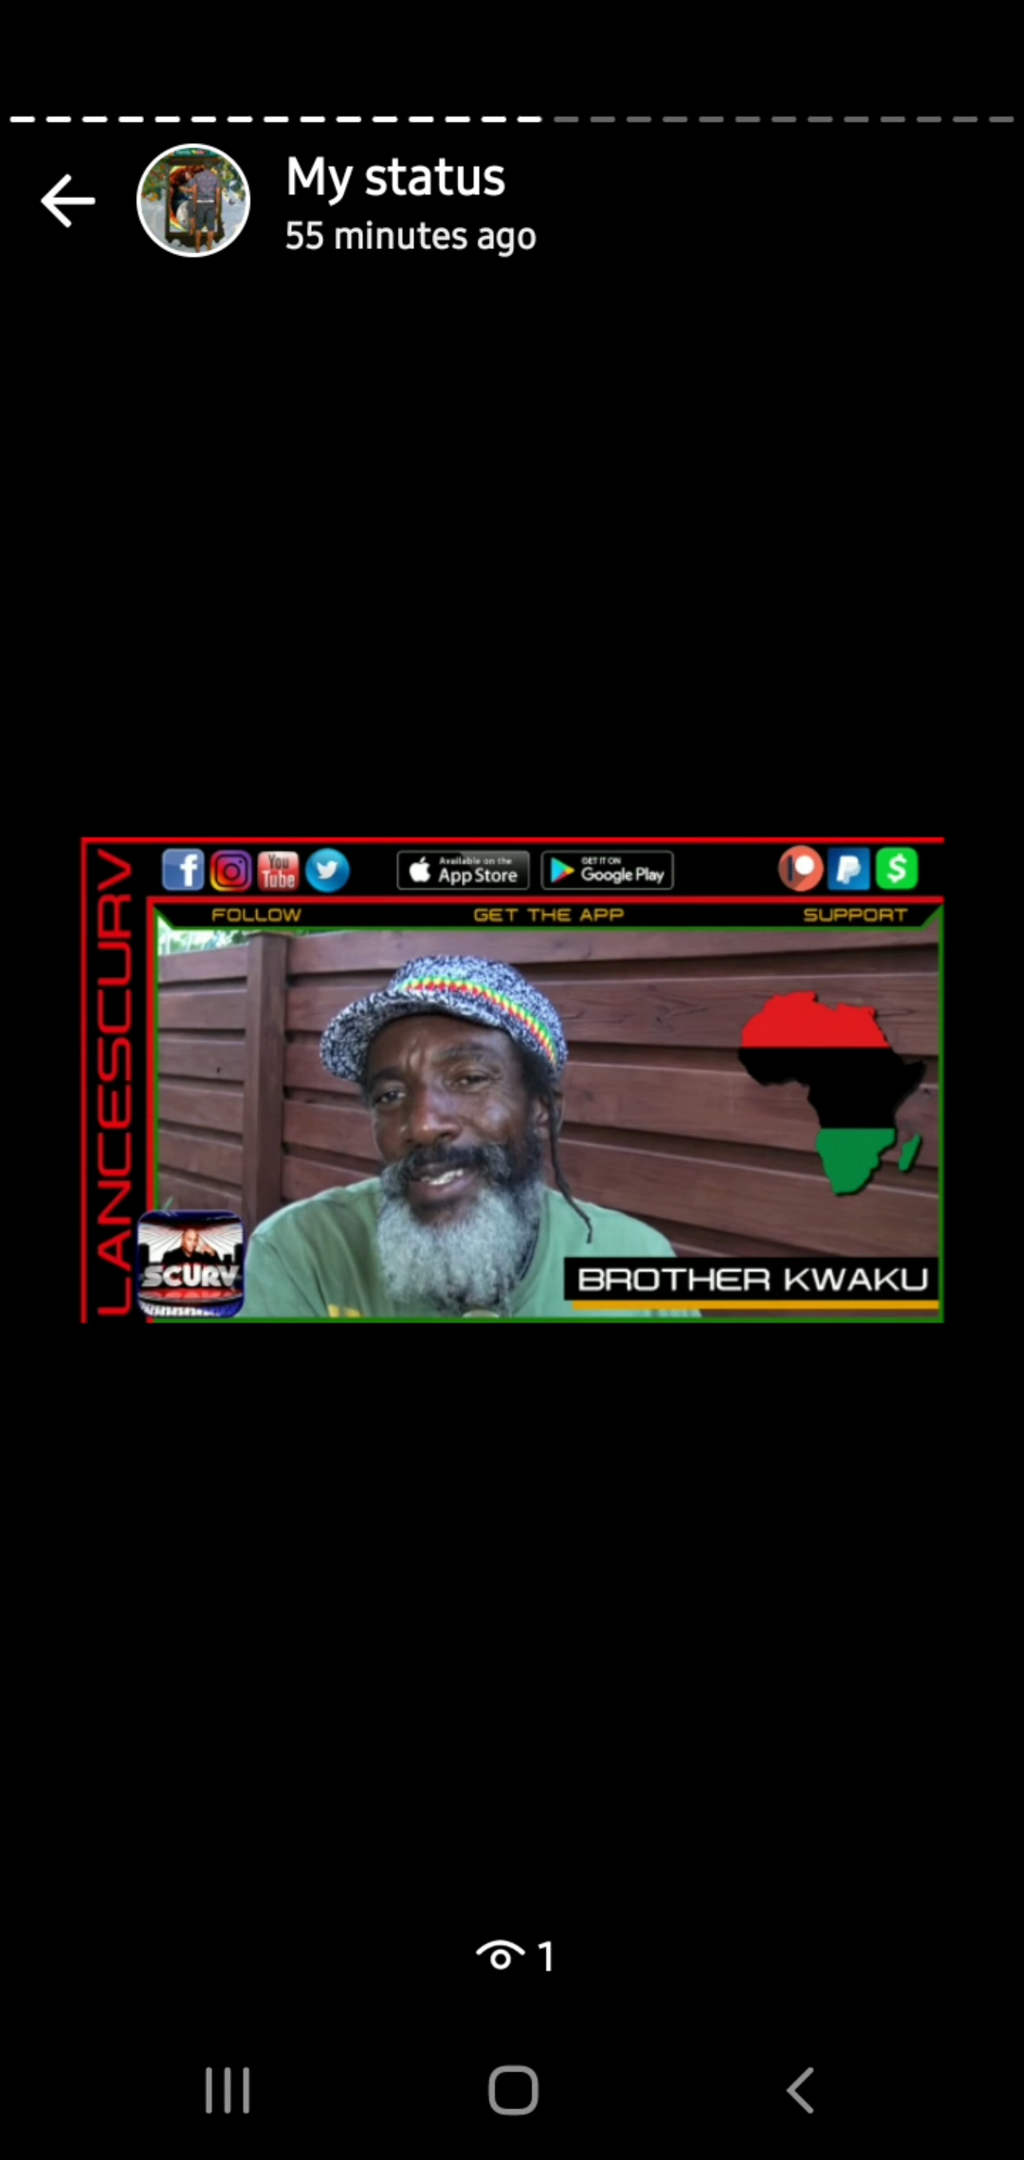 My status
55 minutes ago
LANCESCURV
You
Tube
Available on the
App Store
GET IT ON
Google Play
$
FOLLOW
GET THE APP
SUPPORT
SCURV
BROTHER KWAKU
1